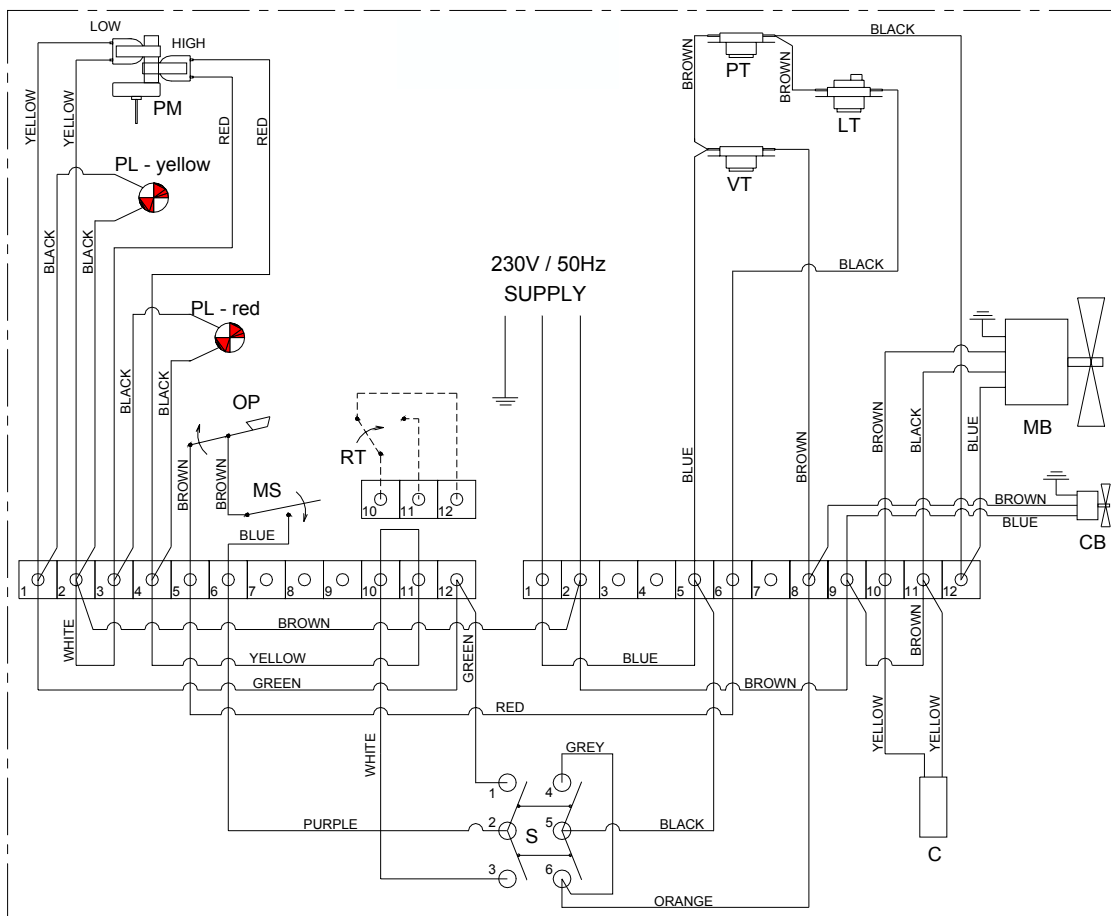 LOW
HIGH
PM
YELLOW
YELLOW
RED
RED
PL - yellow
BLACK
BLACK
PL - red
BLACK
BLACK
OP
BROWN
BROWN
MS
BLUE
RT
10 11 12
230V / 50Hz
SUPPLY
BROWN
PT
BLACK
BROWN
LT
VT
BLACK
BLUE
BROWN
BROWN
BLACK
BLUE
MB
BROWN
BLUE
CB
1 2 3 4 5 6 7 8 9 10 11 12
1 2 3 4 5 6 7 8 9 10 11 12
BROWN
WHITE
YELLOW
GREEN
GREEN
BLUE
BROWN
BROWN
RED
WHITE
YELLOW
YELLOW
GREY
1
4
PURPLE
2
S
5
BLACK
3
6
ORANGE
C